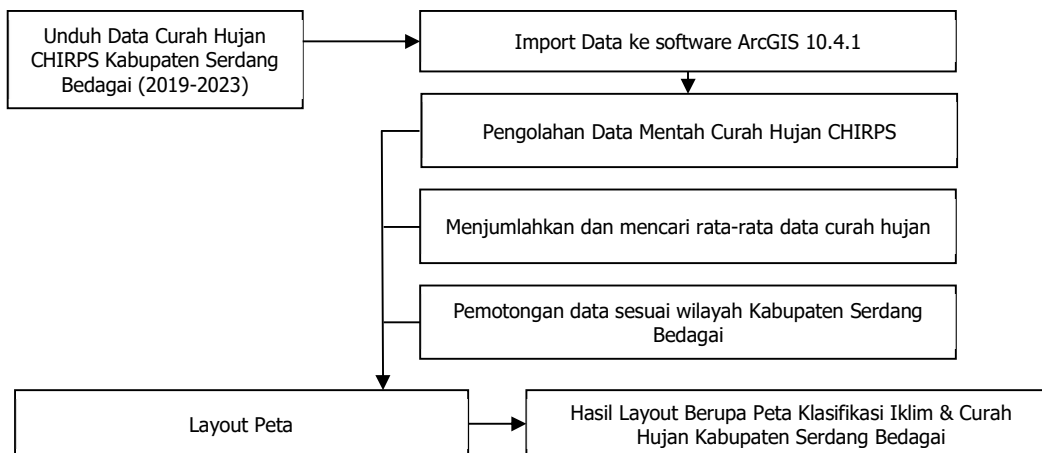 Unduh Data Curah Hujan
CHIRPS Kabupaten Serdang
Bedagai (2019-2023)
Import Data ke software ArcGIS 10.4.1
Pengolahan Data Mentah Curah Hujan CHIRPS
Menjumlahkan dan mencari rata-rata data curah hujan
Pemotongan data sesuai wilayah Kabupaten Serdang
Bedagai
Layout Peta
Hasil Layout Berupa Peta Klasifikasi Iklim & Curah
Hujan Kabupaten Serdang Bedagai